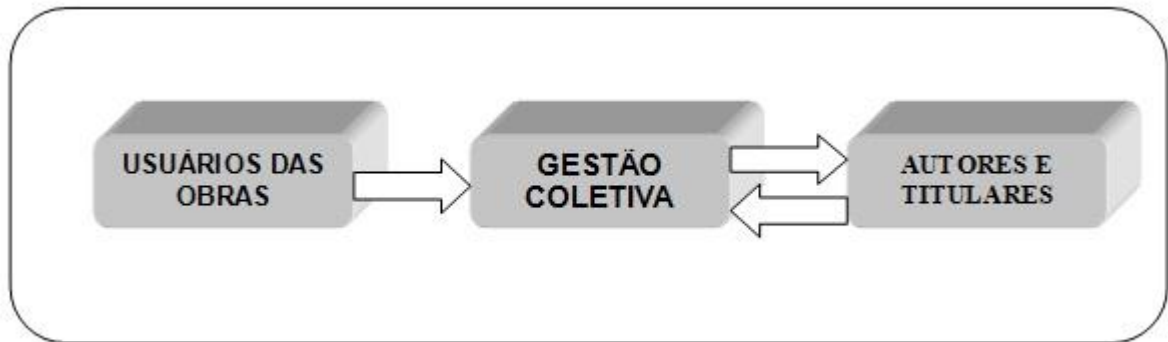 USUÁRIOS DAS
OBRAS
GESTÃO
COLETIVA
AUTORES E
TITULARES